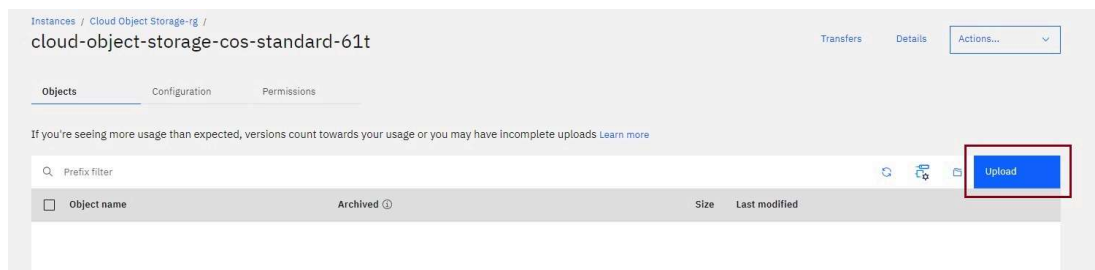 Instances / Cloud Object Storage-rg /
cloud-object-storage-cos-standard-61t
Transfers Details Actions...
Objects Configuration Permissions
If you're seeing more usage than expected, versions count towards your usage or you may have incomplete uploads Learn more
Prefix filter
Upload
Object name Archived Size Last modified